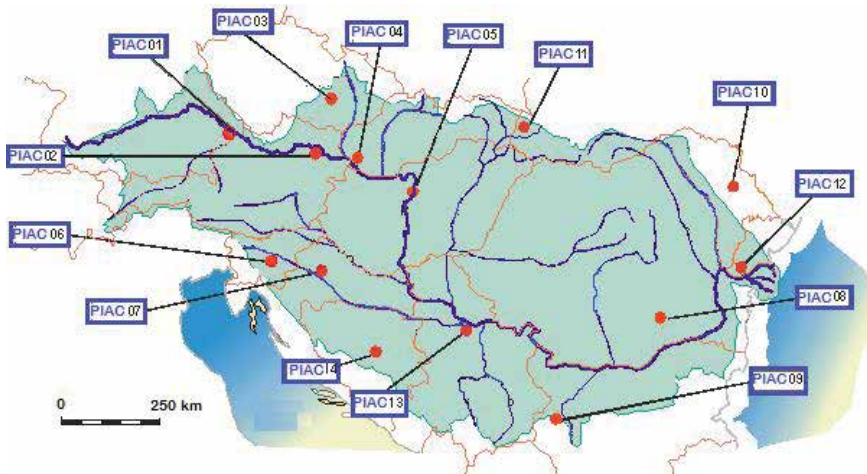 PIAC03
PIAC04
PIAC05
PIAC01
PIAC11
PIAC10
PIAC02
PIAC12
PIAC06
PIAC07
PIAC08
PIAC14
PIAC09
PIAC13
0 250 km